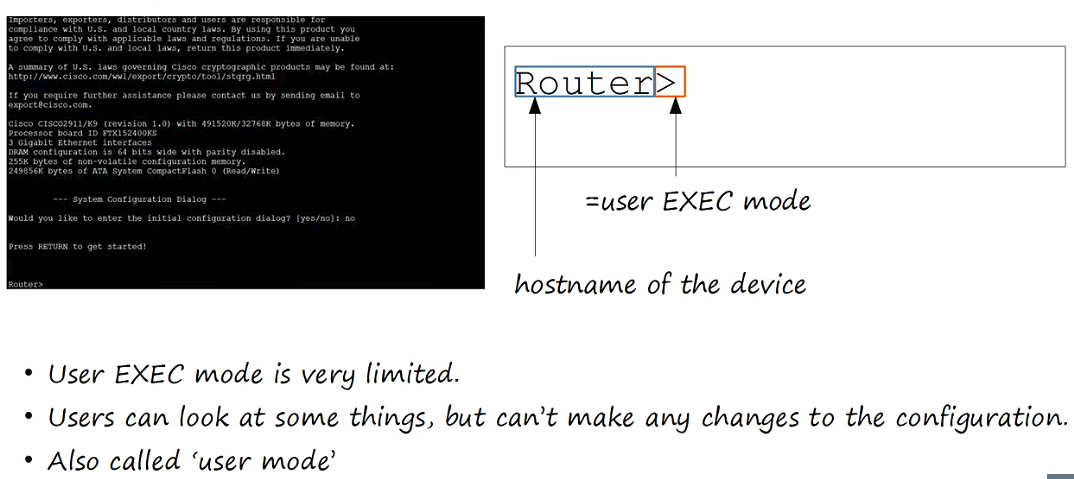 Importers, exporters, distributors and users are responsible for
compliance with U.S. and local country laws. By using this product you
agree to comply with applicable laws and regulations. If you are unable
to comply with U.S. and local laws, return this product immediately.
A summary of U.S. laws governing Cisco cryptographic products may be found at:
http://www.cisco.com/wwl/export/crypto/tool/stqrg.html
If you require further assistance please contact us by sending email to
export@cisco.com.
Cisco CISCO2911/K9 (revision 1.0) with 491520K/32768K bytes of memory.
Processor board ID FTX152400KS
3 Gigabit Ethernet interfaces
DRAM configuration is 64 bits wide with parity disabled.
255K bytes of non-volatile configuration memory.
249856K bytes of ATA System CompactFlash 0 (Read/Write)
--- System Configuration Dialog ---
Would you like to enter the initial configuration dialog? [yes/no]: no
Press RETURN to get started!
Router>
Router>
=user EXEC mode
hostname of the device
• User EXEC mode is very limited.
• Users can look at some things, but can't make any changes to the configuration.
• Also called ‘user mode’